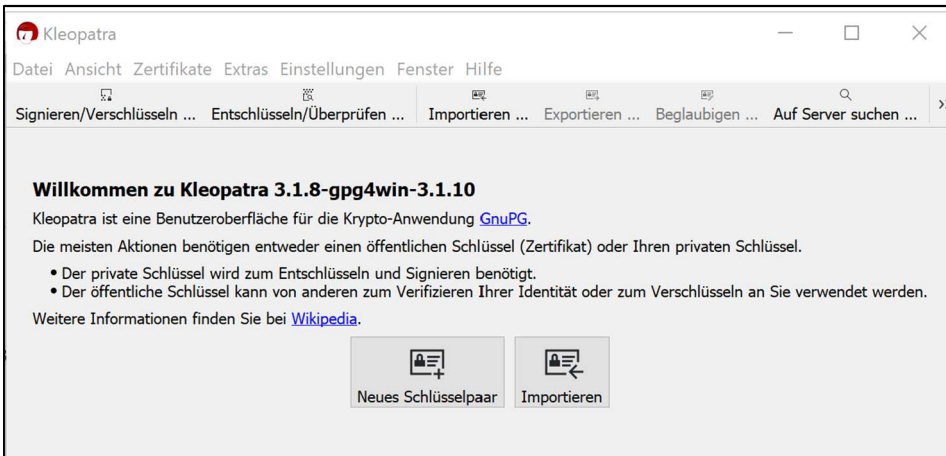 Kleopatra
Datei Ansicht Zertifikate Extras Einstellungen Fenster Hilfe
Signieren/Verschlüsseln ... Entschlüsseln/Überprüfen ... Importieren ... Exportieren ... Beglaubigen ... Auf Server suchen ...
Willkommen zu Kleopatra 3.1.8-gpg4win-3.1.10
Kleopatra ist eine Benutzeroberfläche für die Krypto-Anwendung GnuPG.
Die meisten Aktionen benötigen entweder einen öffentlichen Schlüssel (Zertifikat) oder Ihren privaten Schlüssel.
• Der private Schlüssel wird zum Entschlüsseln und Signieren benötigt.
• Der öffentliche Schlüssel kann von anderen zum Verifizieren Ihrer Identität oder zum Verschlüsseln an Sie verwendet werden.
Weitere Informationen finden Sie bei Wikipedia.
Neues Schlüsselpaar Importieren